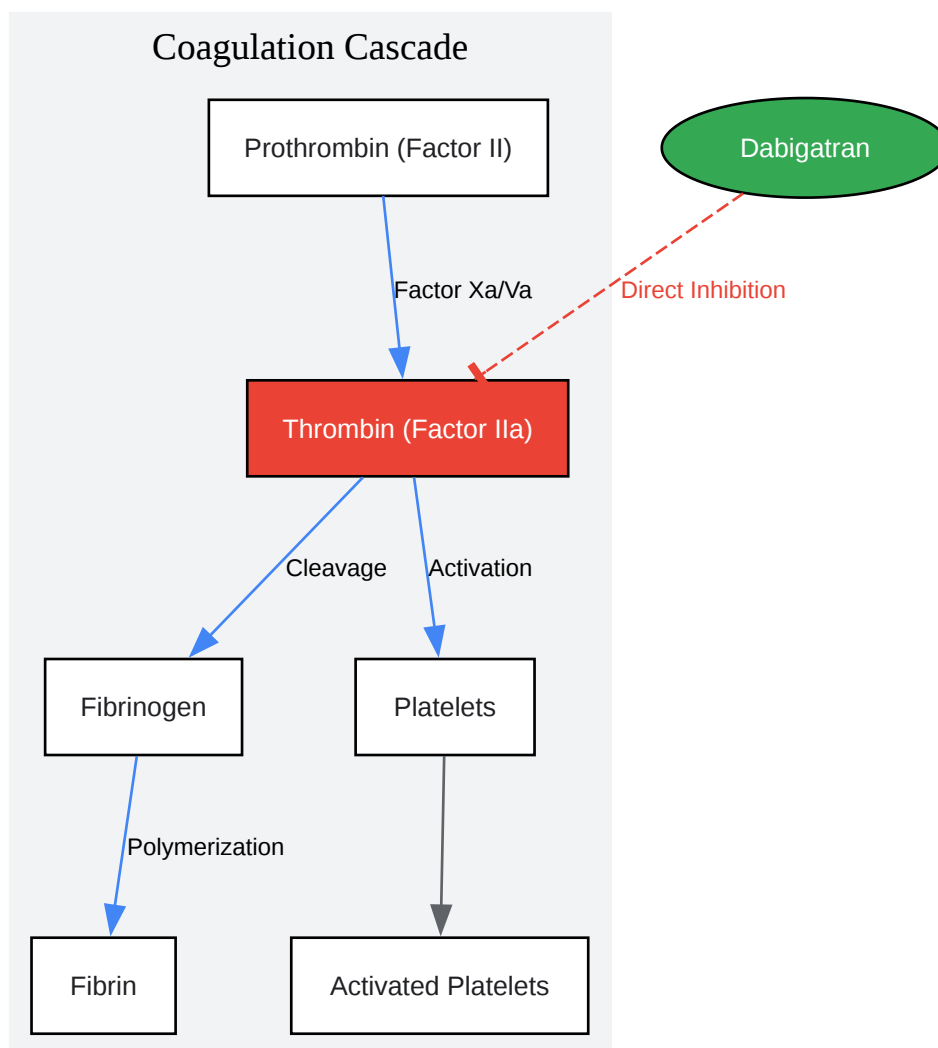 Coagulation Cascade
Prothrombin (Factor II)
Dabigatran
Factor Xa/Va
Direct Inhibition
Thrombin (Factor IIa)
Cleavage
Activation
Fibrinogen
Platelets
Polymerization
Fibrin
Activated Platelets